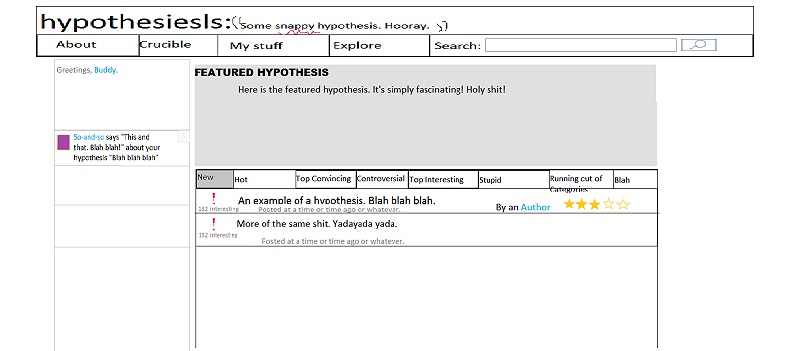 hypothesiesIs:(Some snappy hypothesis. Hooray. )
About Crucible My stuff Explore Search:
Greetings, Buddy.
So-and-so says "This and
that. Blah blah!" about your
hypothesis "Blah blah blah"
FEATURED HYPOTHESIS
Here is the featured hypothesis. It's simply fascinating! Holy shit!
New Hot Top Convincing Controversial Top Interesting Stupid Running out of Categories Blah
! An example of a hvpothesis. Blah blah blah. By an Author
132 interesting Posted at a time or time ago or whatever.
! More of the same shit. Yadayada yada.
132 interesting Posted at a time or time ago or whatever.